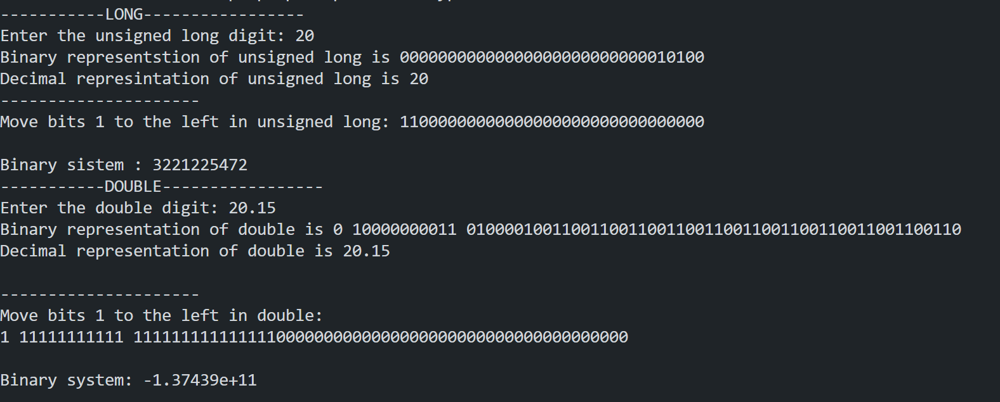 -----------LONG-----------------
Enter the unsigned long digit: 20
Binary representstion of unsigned long is 00000000000000000000000000010100
Decimal represintation of unsigned long is 20
---------------------
Move bits 1 to the left in unsigned long: 11000000000000000000000000000000
Binary sistem : 3221225472
-----------DOUBLE-----------------
Enter the double digit: 20.15
Binary representation of double is 0 10000000011 0100001001100110011001100110011001100110011001100110
Decimal representation of double is 20.15
---------------------
Move bits 1 to the left in double:
1 11111111111 1111111111111110000000000000000000000000000000000000
Binary system: -1.37439e+11